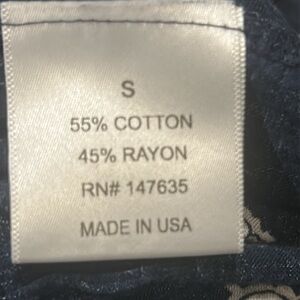 S
55% COTTON
45% RAYON
RN# 147635
MADE IN USA